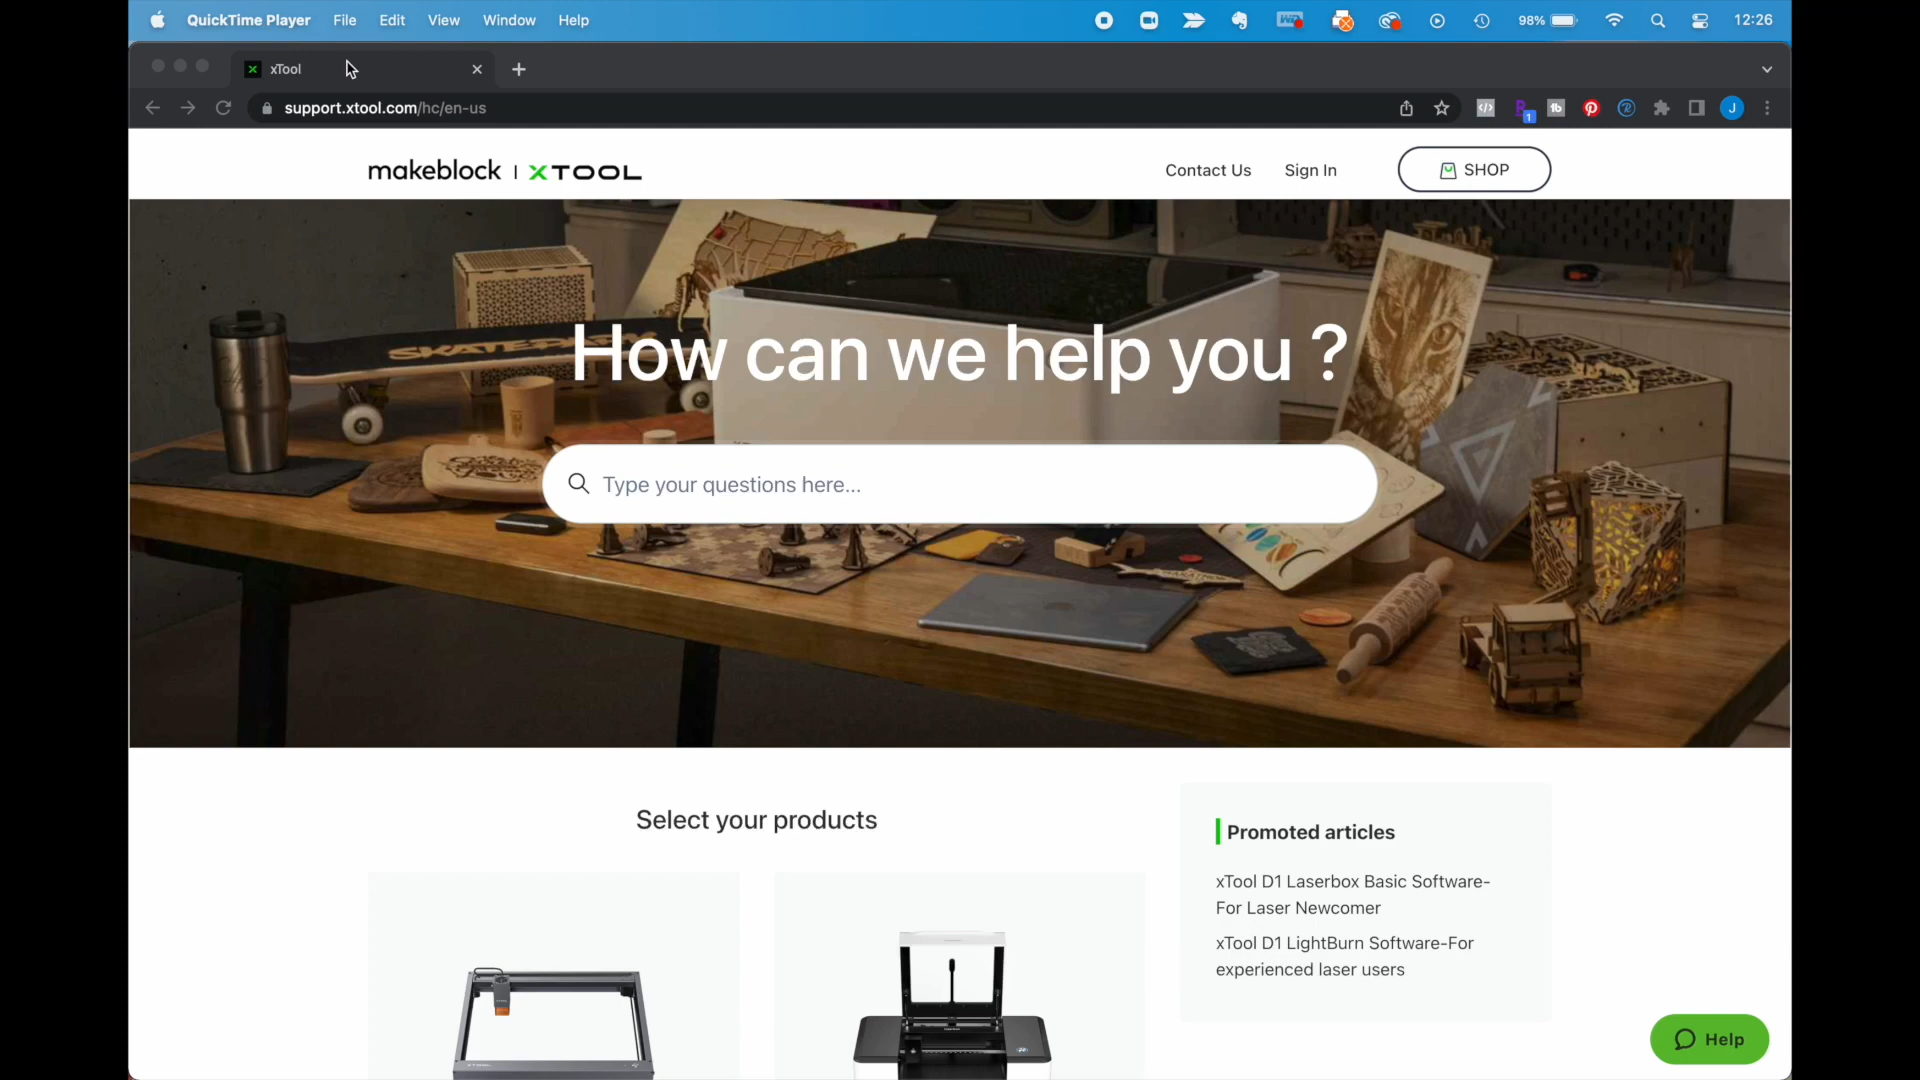 QuickTime Player File Edit View Window Help 98% 12:26
xTool
support.xtool.com/hc/en-us
makeblock | XTOOL
Contact Us Sign In SHOP
SKATE
How can we help you ?
Type your questions here...
Select your products
Promoted articles
xTool D1 Laserbox Basic Software-
For Laser Newcomer
xTool D1 LightBurn Software-For
experienced laser users
Help